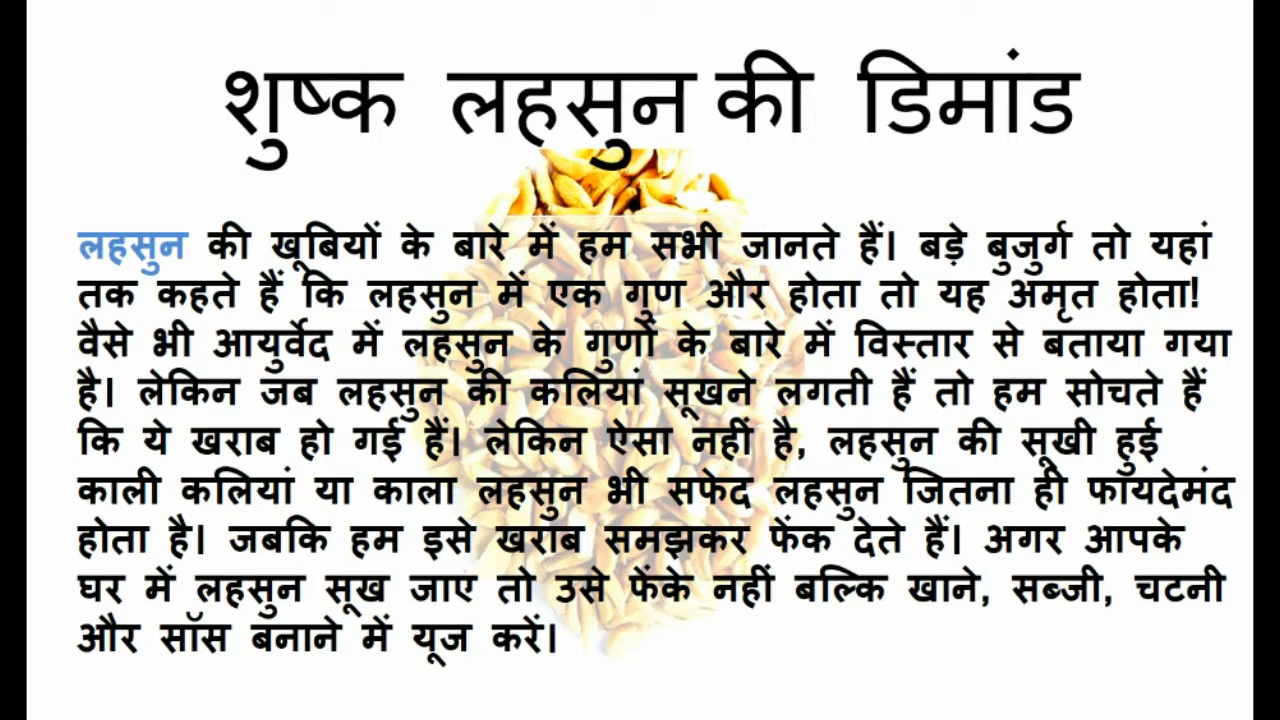 शुष्क लहसुन की डिमांड
लहसुन की खूबियों के बारे में हम सभी जानते हैं। बड़े बुजुर्ग तो यहां
तक कहते हैं कि लहसुन में एक गुण और होता तो यह अमृत होता!
वैसे भी आयुर्वेद में लहसुन के गुणों के बारे में विस्तार से बताया गया
है। लेकिन जब लहसुन की कलियां सूखने लगती हैं तो हम सोचते हैं
कि ये खराब हो गई हैं। लेकिन ऐसा नहीं है, लहसुन की सूखी हुई
काली कलियां या काला लहसुन भी सफेद लहसुन जितना ही फायदेमंद
होता है। जबकि हम इसे खराब समझकर फेंक देते हैं। अगर आपके
घर में लहसुन सूख जाए तो उसे फेंके नहीं बल्कि खाने, सब्जी, चटनी
और सॉस बनाने में यूज करें।